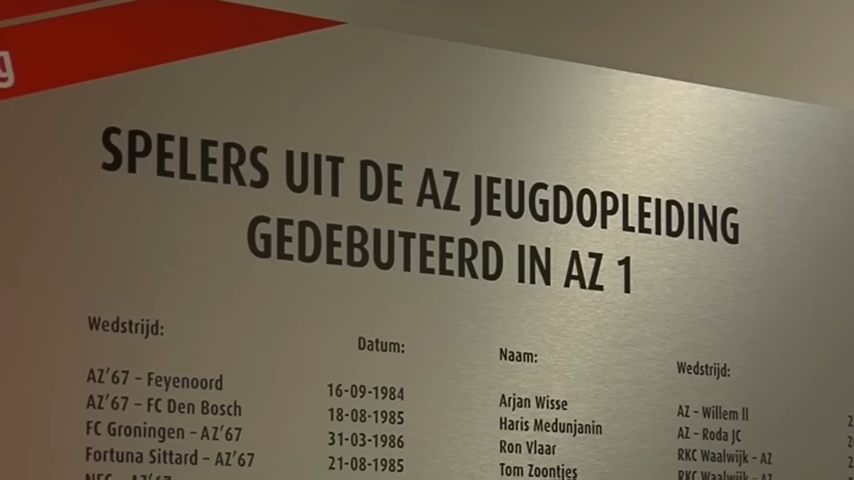 g
SPELERS UIT DE AZ JEUGDOPLEIDING
GEDEBUTEERD IN AZ 1
Wedstrijd: Datum: Naam: Wedstrijd:
AZ'67 – Feyenoord 16-09-1984 Arjan Wisse AZ – Willem II
AZ'67 – FC Den Bosch 18-08-1985 Haris Medunjanin AZ – Roda JC
FC Groningen – AZ'67 31-03-1986 Ron Vlaar RKC Waalwijk – AZ
Fortuna Sittard – AZ'67 21-08-1985 Tom Zoontjes RKC Waalwijk – AZ